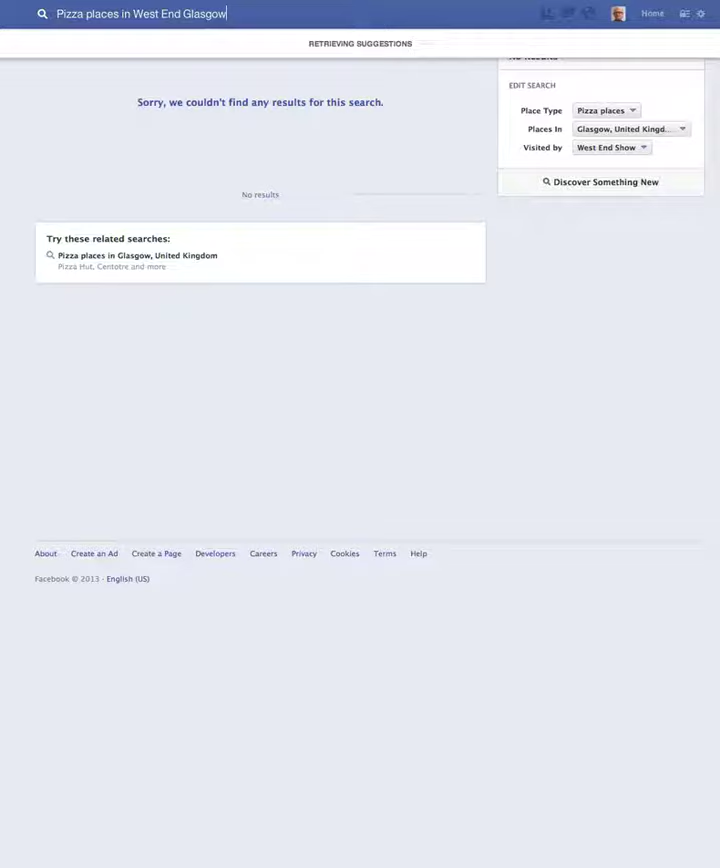 Pizza places in West End Glasgow
Home
RETRIEVING SUGGESTIONS
NO RESULTS
Sorry, we couldn't find any results for this search.
EDIT SEARCH
Place Type Pizza places
Places In Glasgow, United Kingd...
Visited by West End Show
Discover Something New
No results
Try these related searches:
Pizza places in Glasgow, United Kingdom
Pizza Hut, Centotre and more
About Create an Ad Create a Page Developers Careers Privacy Cookies Terms Help
Facebook © 2013 · English (US)